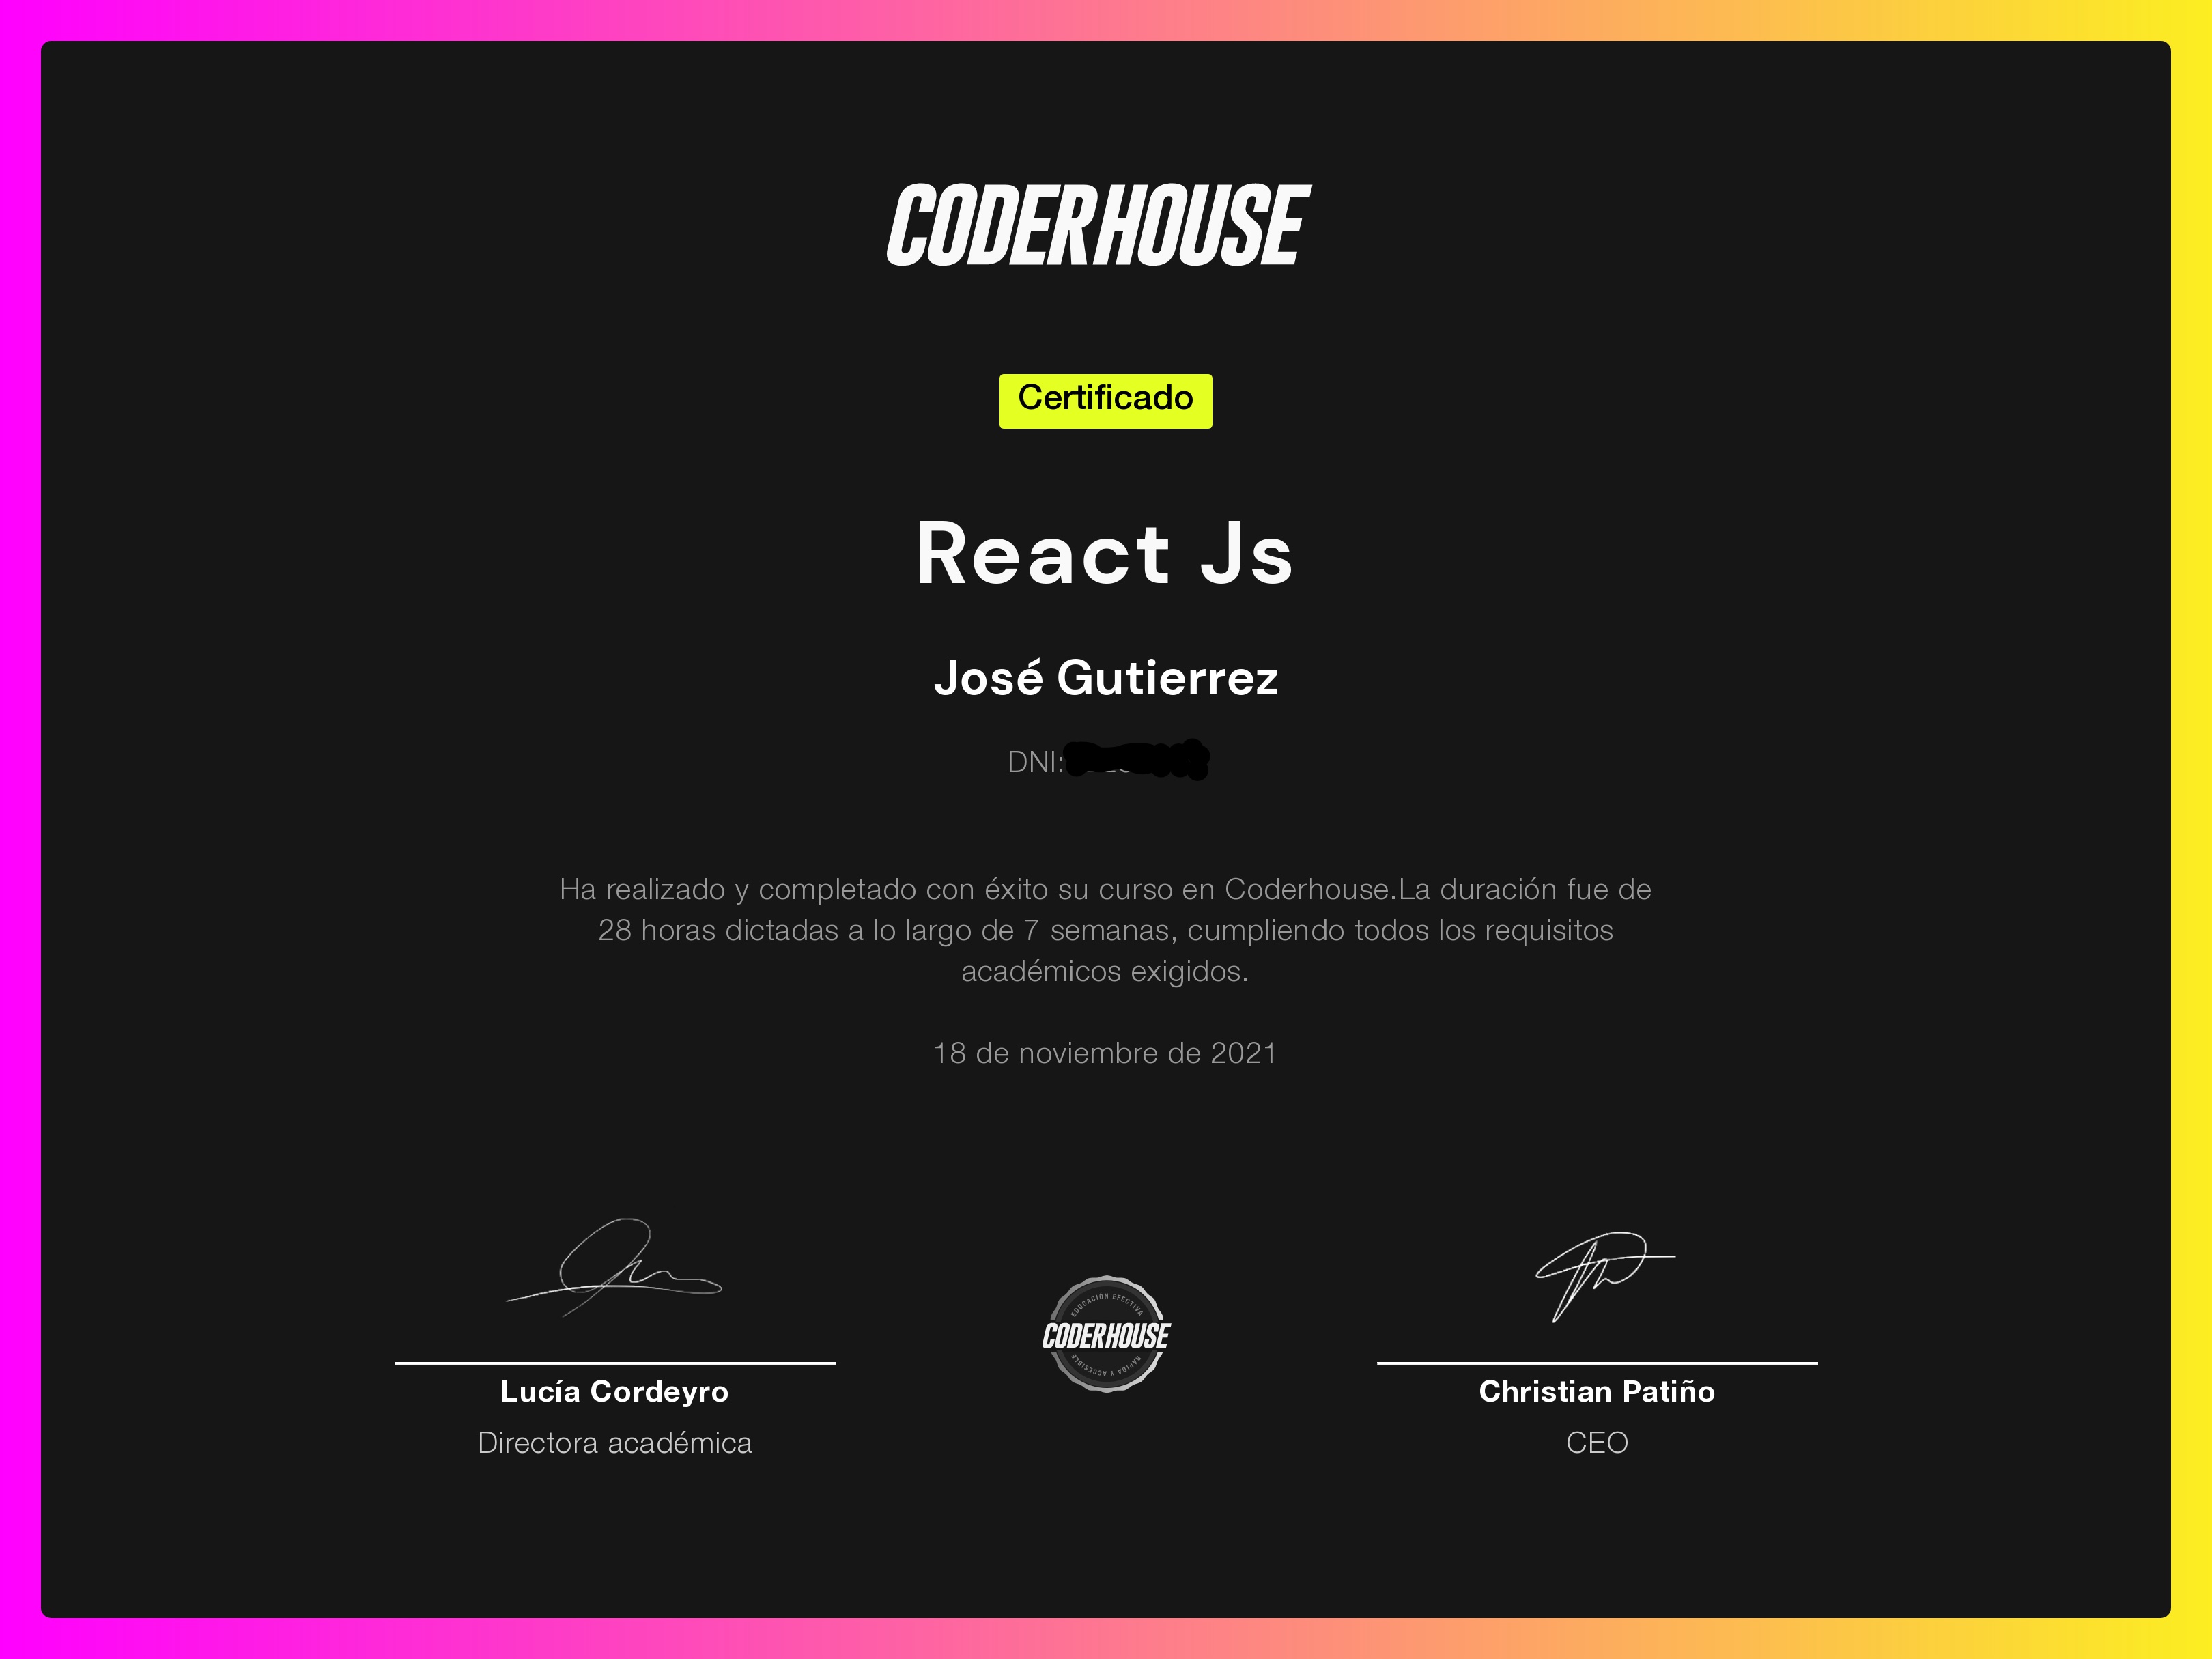 CODERHOUSE
Certificado
React Js
José Gutierrez
DNI:
Ha realizado y completado con éxito su curso en Coderhouse.La duración fue de
28 horas dictadas a lo largo de 7 semanas, cumpliendo todos los requisitos
académicos exigidos.
18 de noviembre de 2021
EDUCACIÓN EFECTIVA
CODERHOUSE
RÁPIDA Y ACCESIBLE
Lucía Cordeyro
Directora académica
Christian Patiño
CEO